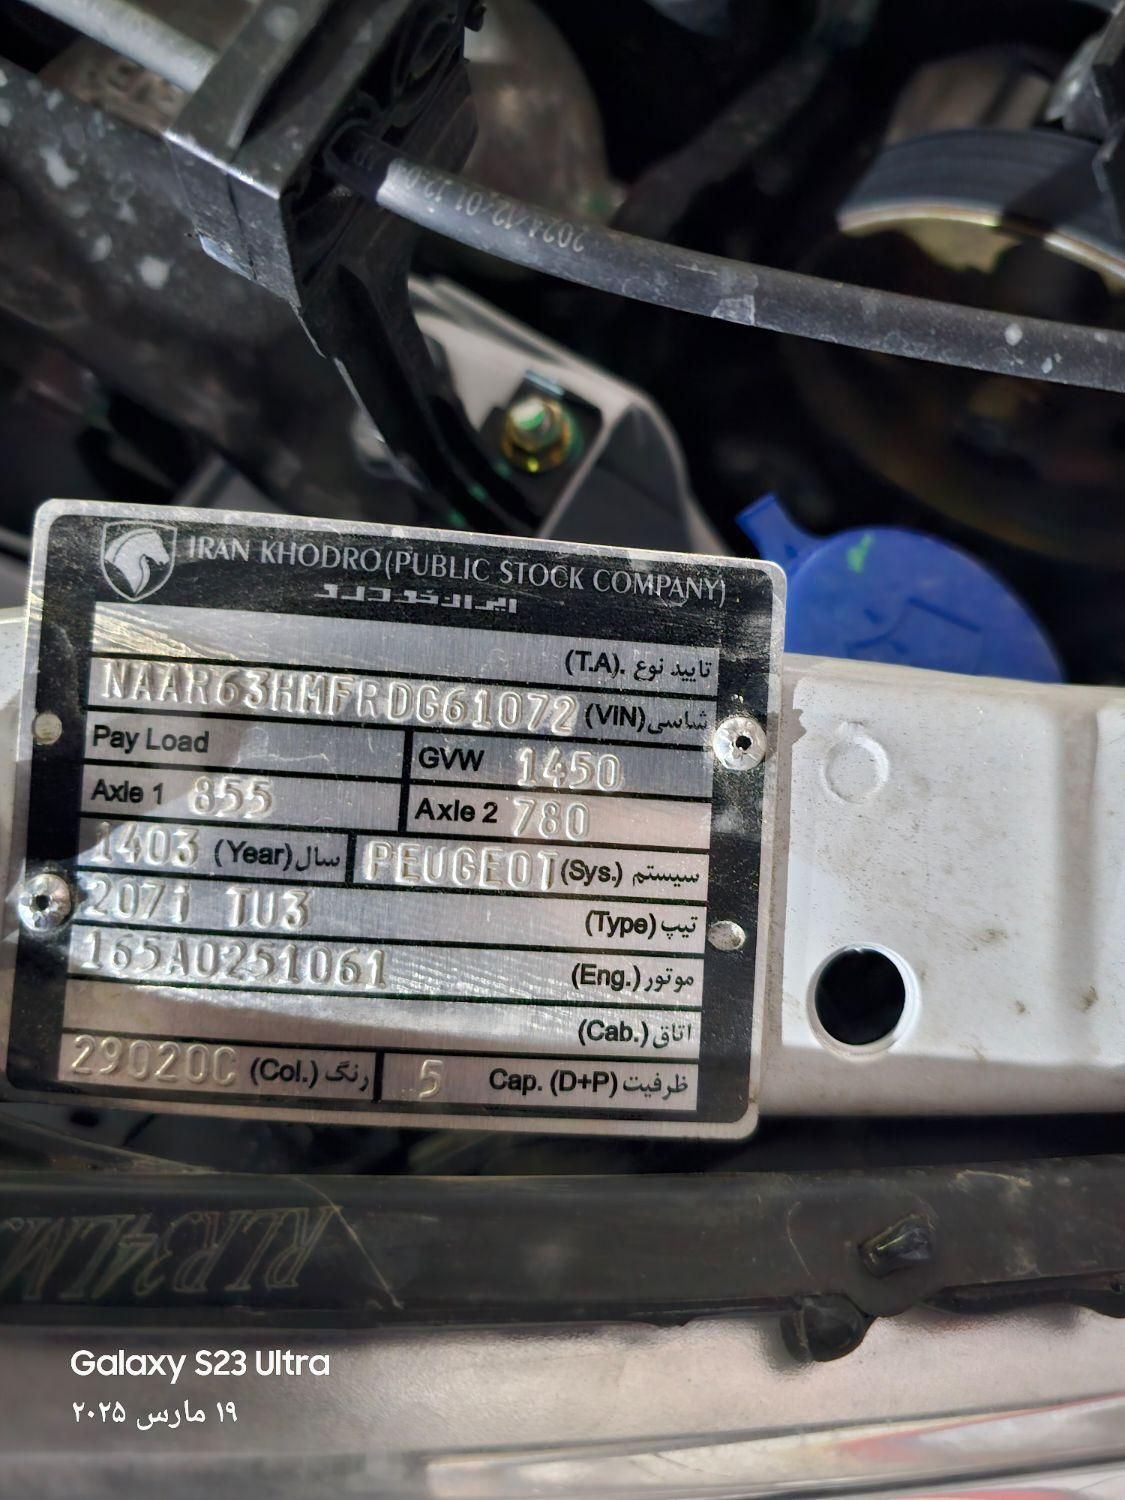 2024/12/01 12:0
IRAN KHODRO (PUBLIC STOCK COMPANY)
ایران خودرو
تایید نوع .(T.A)
NAAR63HMFRDG61072 شاسی(VIN)
Pay Load GVW 1450
Axle 1 855 Axle 2 780
1403 سال(Year) PEUGEOT سیستم (Sys.)
207i TU3 تیپ(Type)
165A0251061 موتور(Eng.)
اتاق(Cab.)
29020C رنگ(Col.) 5 ظرفیت Cap. (D+P)
Galaxy S23 Ultra
۱۹ مارس ۲۰۲۵